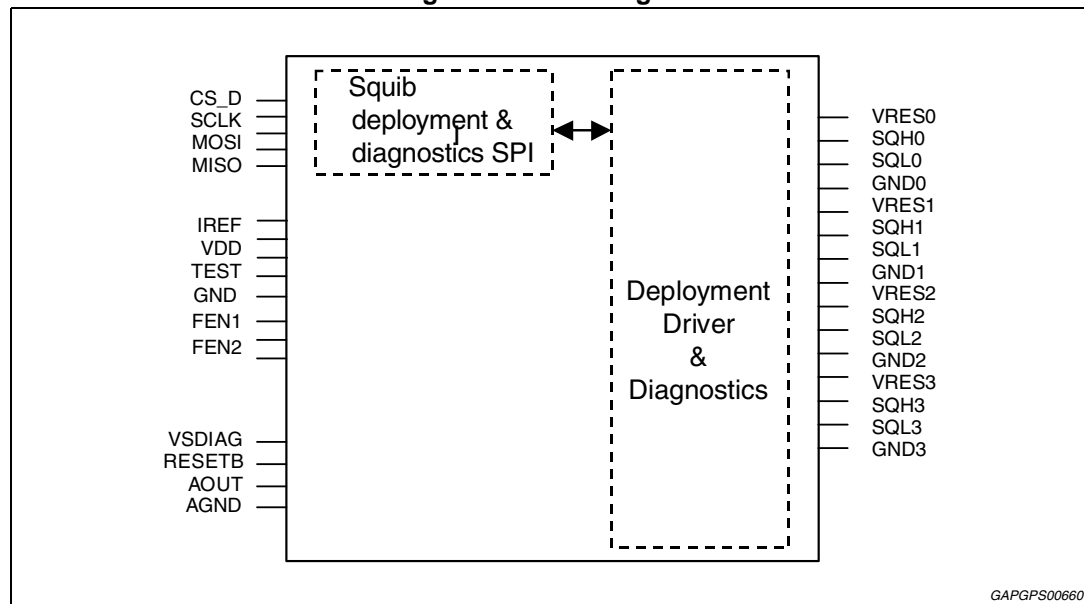 CS_D
SCLK
MOSI
MISO
IREF
VDD
TEST
GND
FEN1
FEN2
VSDIAG
RESETB
AOUT
AGND
Squib
deployment &
diagnostics SPI
Deployment
Driver
&
Diagnostics
VRES0
SQH0
SQL0
GND0
VRES1
SQH1
SQL1
GND1
VRES2
SQH2
SQL2
GND2
VRES3
SQH3
SQL3
GND3
GAPGPS00660